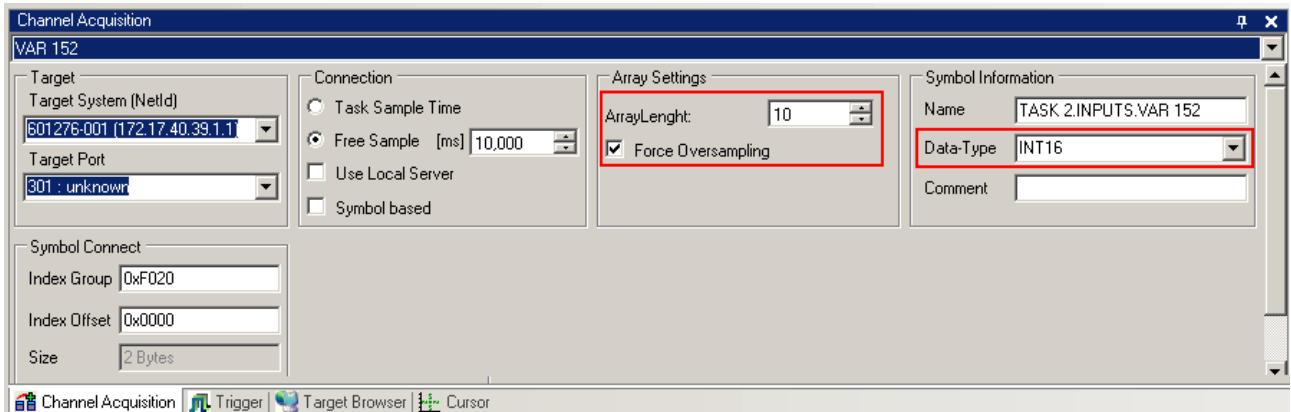 Channel Acquisition
VAR 152
Target
Target System (NetId)
601276-001 (172.17.40.39.1.1)
Target Port
301 : unknown
Connection
Task Sample Time
Free Sample [ms] 10,000
Use Local Server
Symbol based
Array Settings
ArrayLenght: 10
Force Oversampling
Symbol Information
Name TASK 2.INPUTS.VAR 152
Data-Type INT16
Comment
Symbol Connect
Index Group 0xF020
Index Offset 0x0000
Size 2 Bytes
Channel Acquisition Trigger Target Browser Cursor